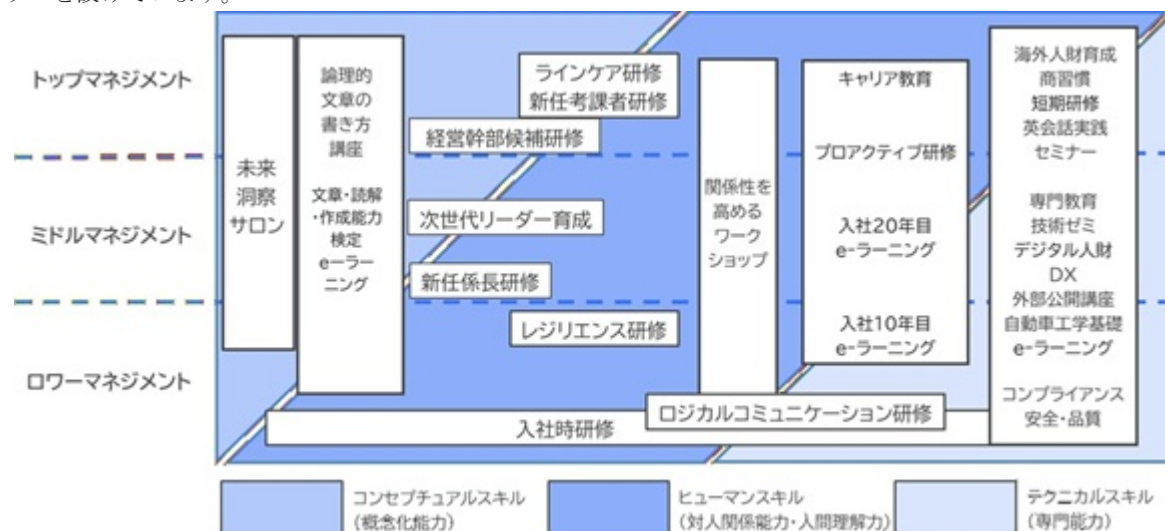 を設けています。
トップマネジメント
ミドルマネジメント
ロワーマネジメント
未来
洞察
サロン
論理的
文章の
書き方
講座
文章・読解
・作成能力
検定
eーラー
ニング
ラインケア研修
新任考課者研修
経営幹部候補研修
次世代リーダー育成
新任係長研修
レジリエンス研修
関係性を
高める
ワーク
ショップ
キャリア教育
プロアクティブ研修
入社20年目
e-ラーニング
入社10年目
e-ラーニング
海外人財育成
商習慣
短期研修
英会話実践
セミナー
専門教育
技術ゼミ
デジタル人財
DX
外部公開講座
自動車工学基礎
e-ラーニング
コンプライアンス
安全・品質
ロジカルコミュニケーション研修
入社時研修
コンセプチュアルスキル
(概念化能力)
ヒューマンスキル
(対人関係能力・人間理解力)
テクニカルスキル
(専門能力)